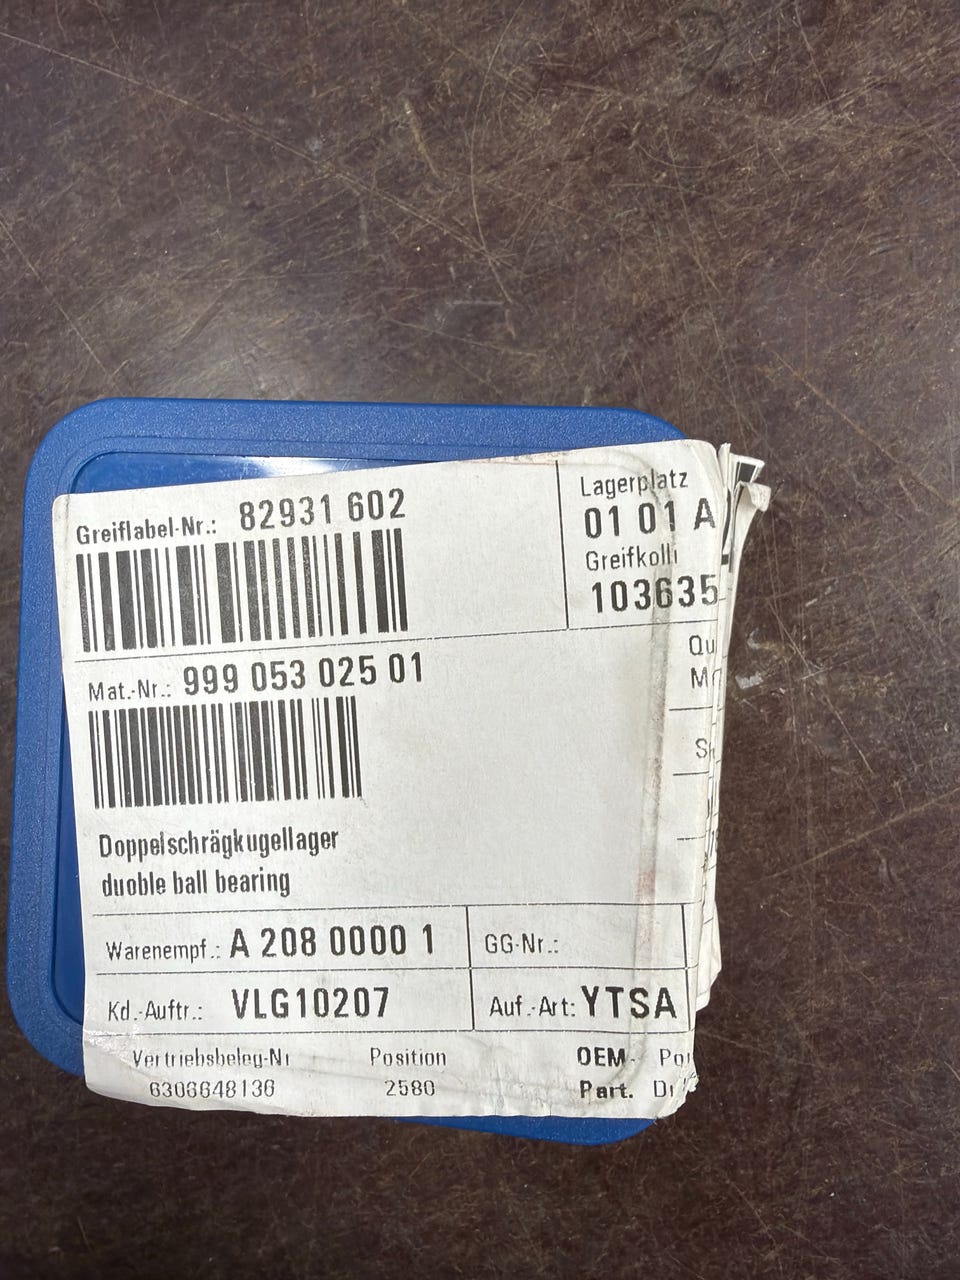 Greiflabel-Nr.: 82931 602
Lagerplatz
01 01 A
Greifkolli
103635
Mat.-Nr.: 999 053 025 01
Qu
Doppelschrägkugellager
duoble ball bearing
Warenempf.: A 208 0000 1
GG-Nr.:
Kd.-Auftr.: VLG10207
Auf.-Art: YTSA
Vertriebsbeleg-Nr
Position
OEM-
6306648136
2580
Part.